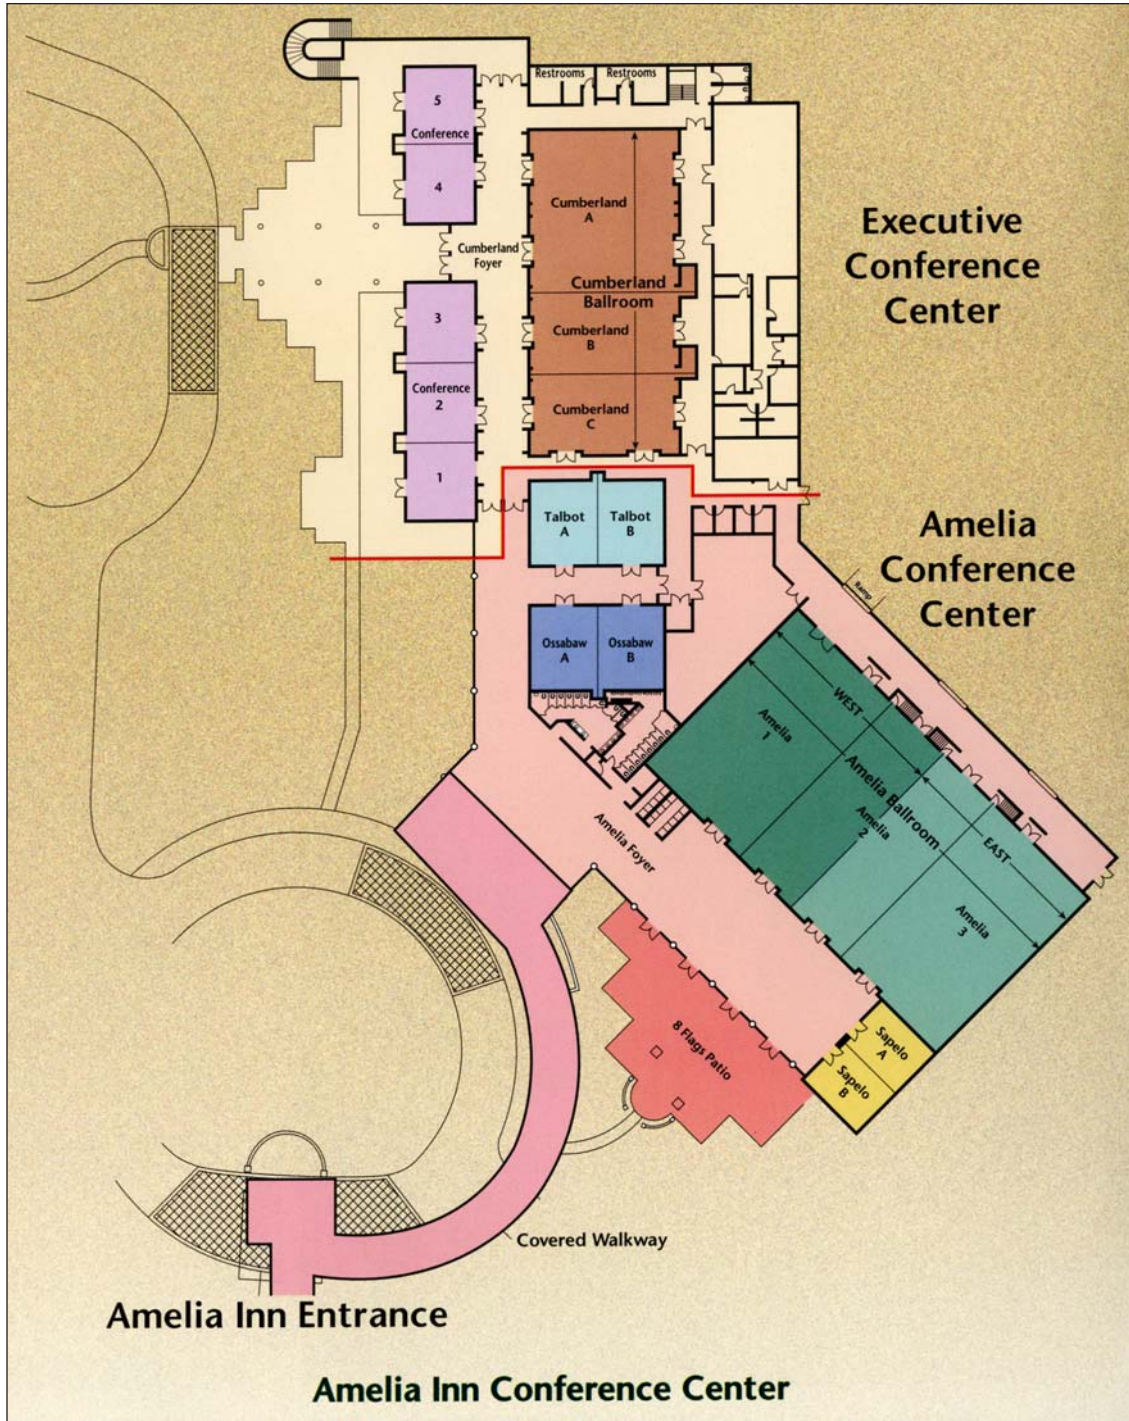 Restrooms
Restrooms
5
Conference
4
Cumberland
A
Cumberland
Foyer
Cumberland
Ballroom
Executive
Conference
Center
3
Cumberland
B
Conference
2
Cumberland
C
1
Talbot
A
Talbot
B
Amelia
Conference
Center
Ramp
Ossabaw
A
Ossabaw
B
WEST
Amelia
1
Amelia Ballroom
Amelia
2
EAST
Amelia
3
Amelia Foyer
8 Flags Patio
Sapelo
A
Sapelo
B
Covered Walkway
Amelia Inn Entrance
Amelia Inn Conference Center